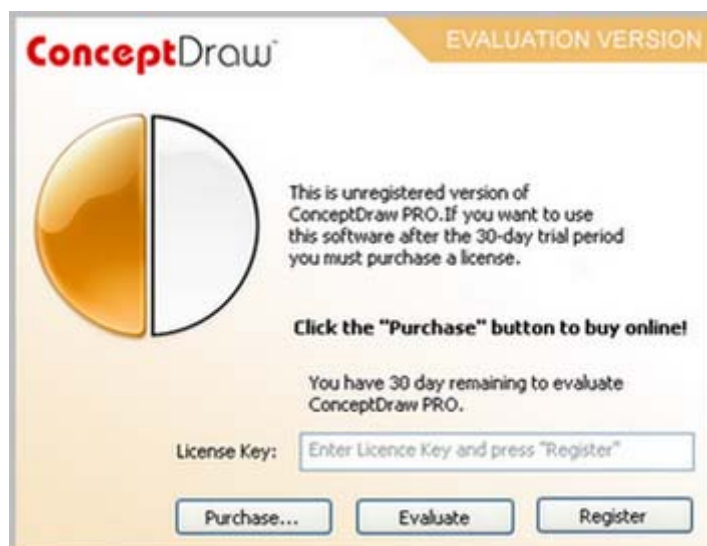 ConceptDraw™
EVALUATION VERSION
This is unregistered version of
ConceptDraw PRO.If you want to use
this software after the 30-day trial period
you must purchase a license.
Click the "Purchase" button to buy online!
You have 30 day remaining to evaluate
ConceptDraw PRO.
License Key: Enter Licence Key and press "Register"
Purchase... Evaluate Register